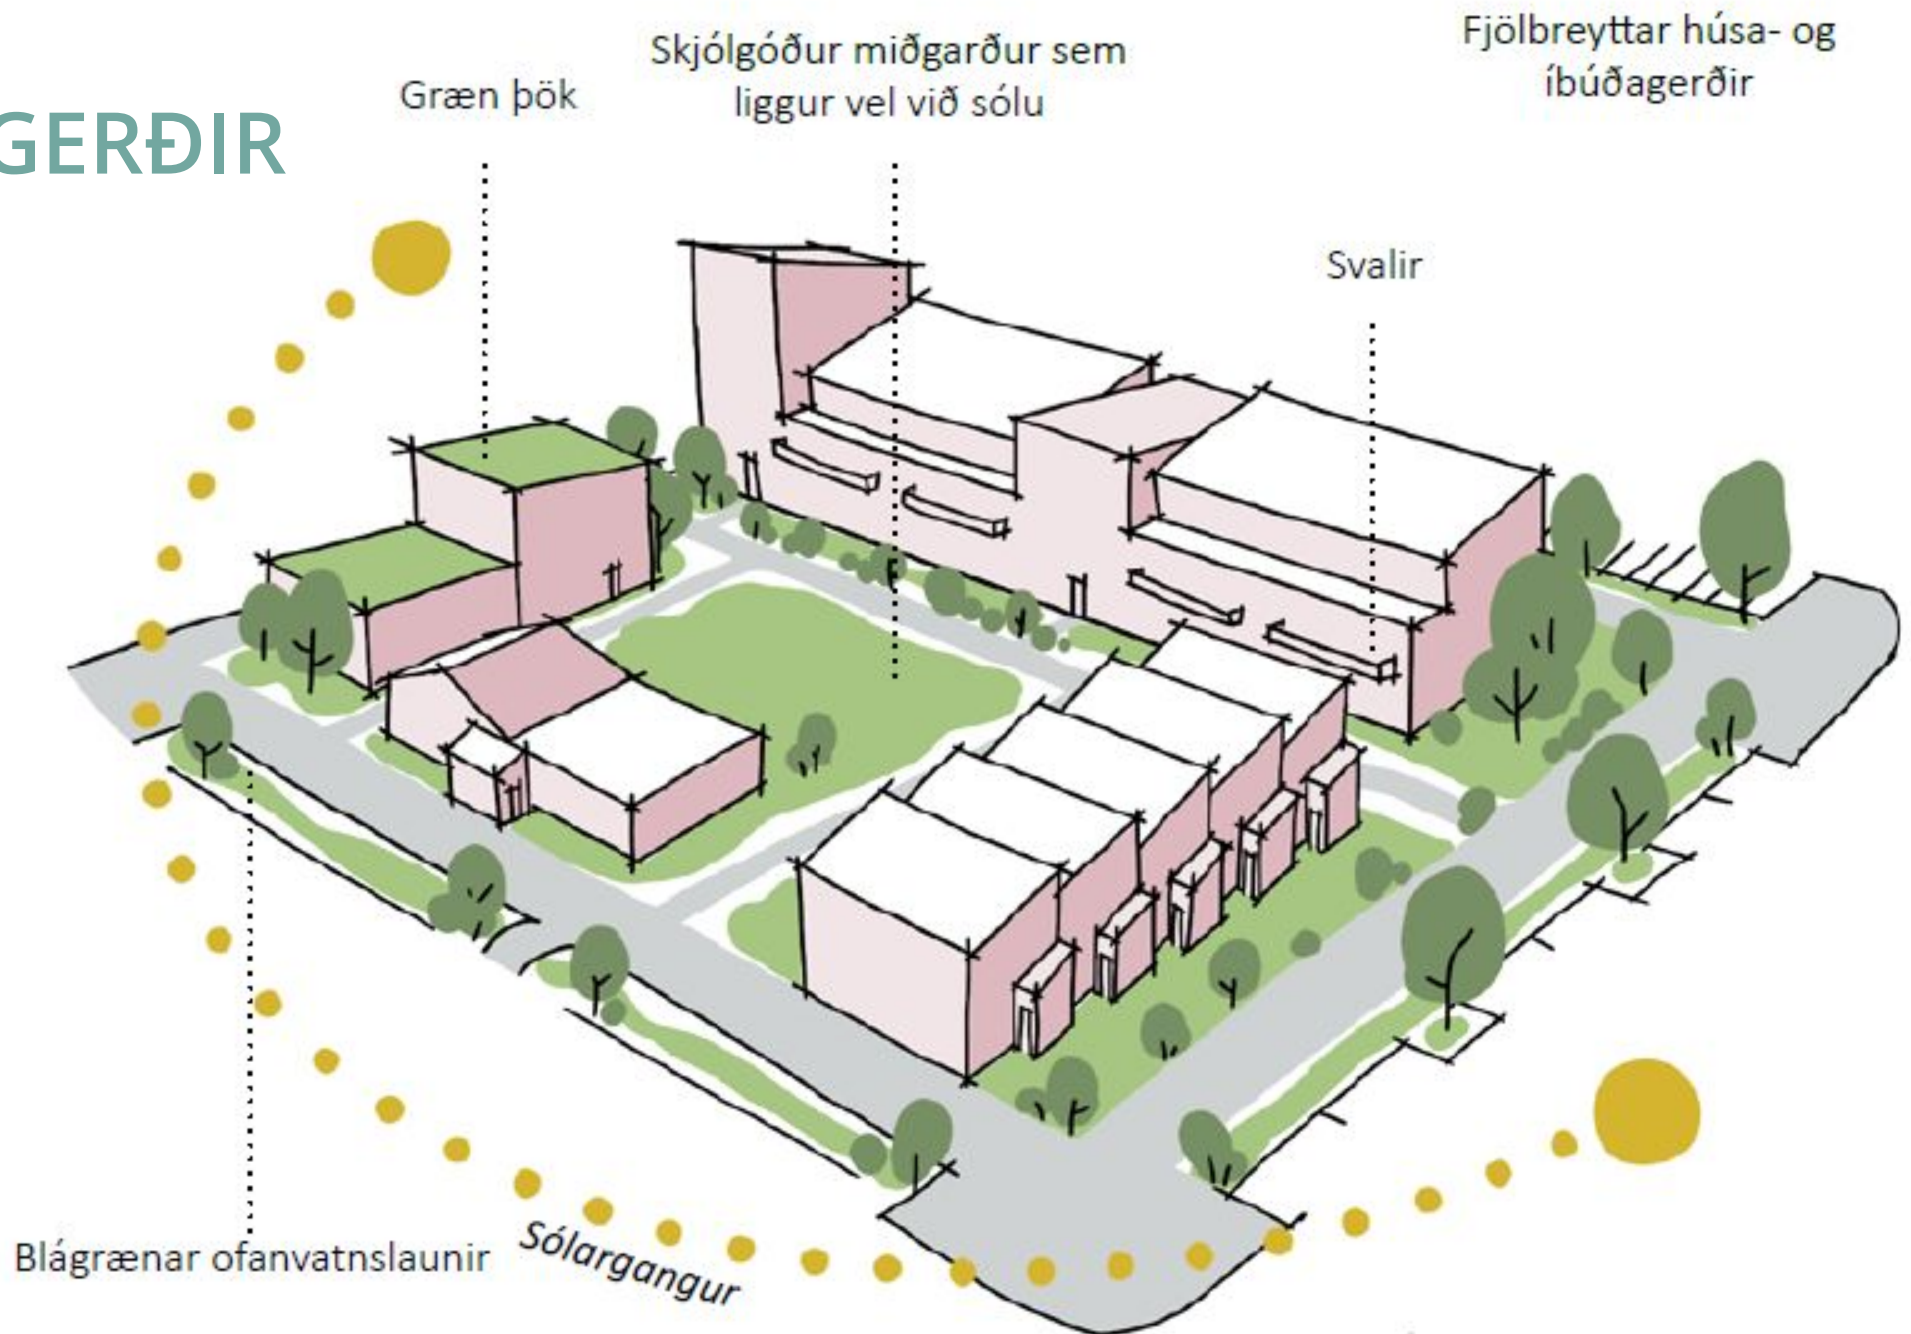 GERÐIR
Græn þök
Skjólgóður miðgarður sem
liggur vel við sólu
Fjölbreyttar húsa- og
íbúðagerðir
Svalir
Blágrænar ofanvatnslaunir
Sólargangur